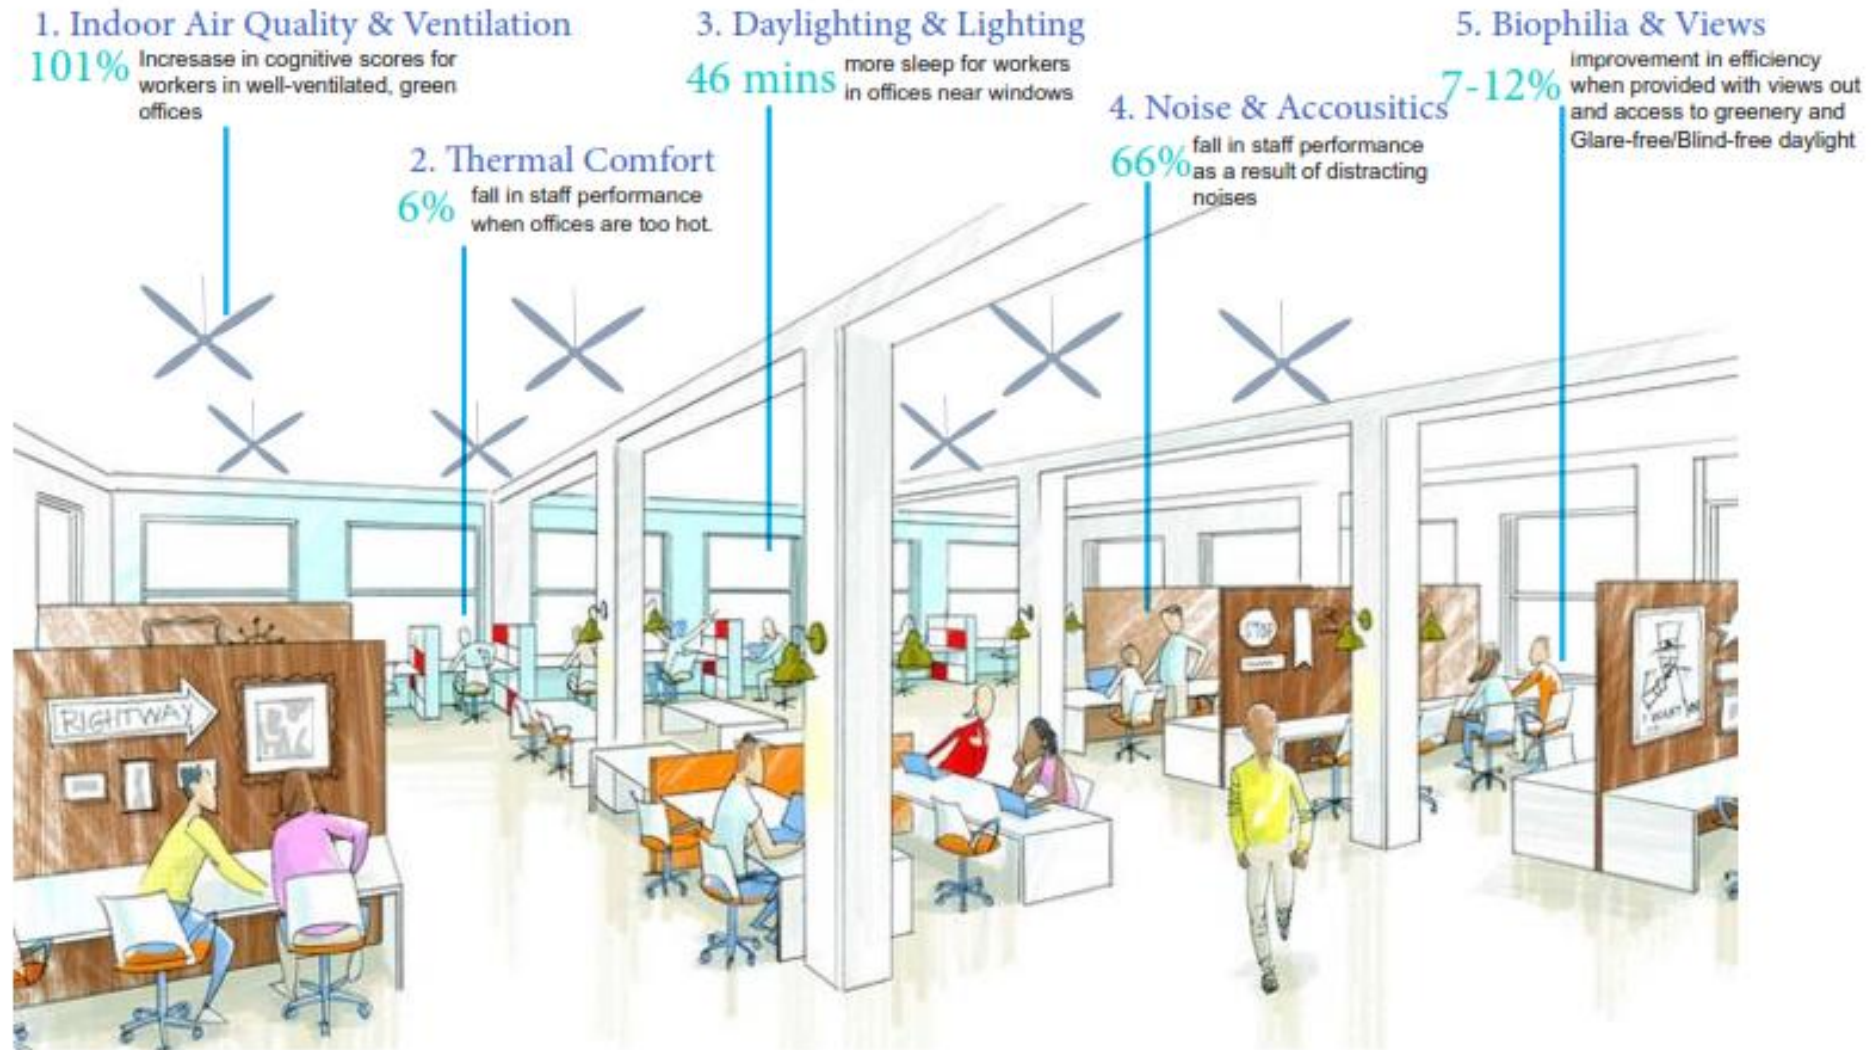 1. Indoor Air Quality & Ventilation
101% Incresase in cognitive scores for
workers in well-ventilated, green
offices
2. Thermal Comfort
6% fall in staff performance
when offices are too hot.
3. Daylighting & Lighting
46 mins more sleep for workers
in offices near windows
4. Noise & Accousitics
66% fall in staff performance
as a result of distracting
noises
5. Biophilia & Views
7-12% improvement in efficiency
when provided with views out
and access to greenery and
Glare-free/Blind-free daylight
RIGHTWAY
STOP
I WANT